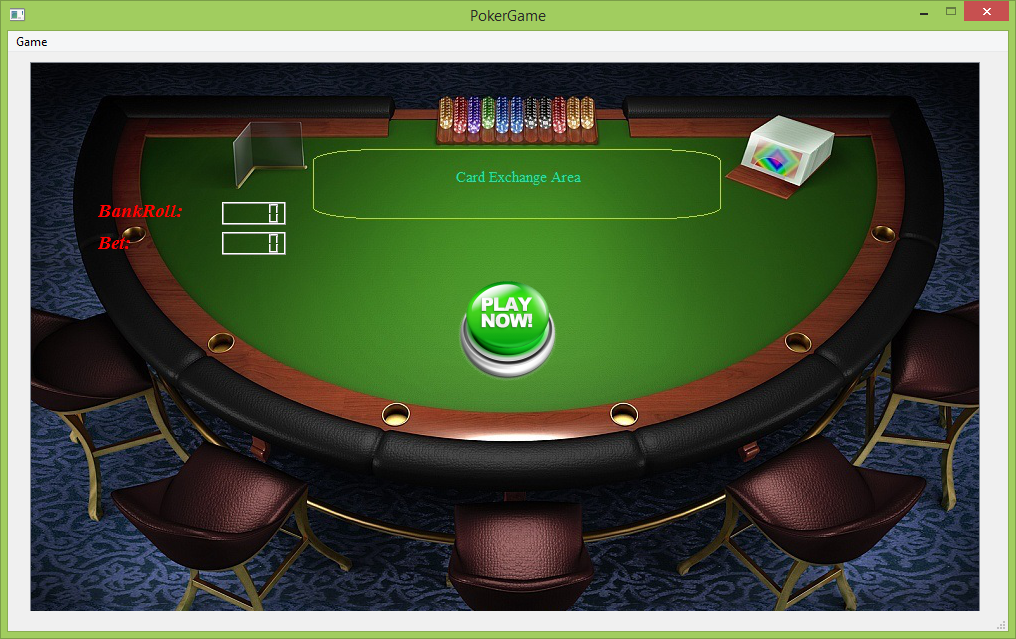 PokerGame
Game
Card Exchange Area
BankRoll: 0
Bet: 0
PLAY
NOW!